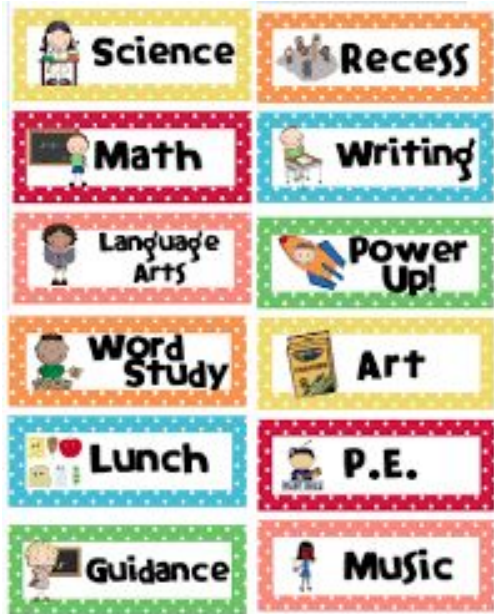 Science
Recess
Math
Writing
Language
Arts
Power
Up!
Word
Study
Art
Lunch
P.E.
Guidance
Music